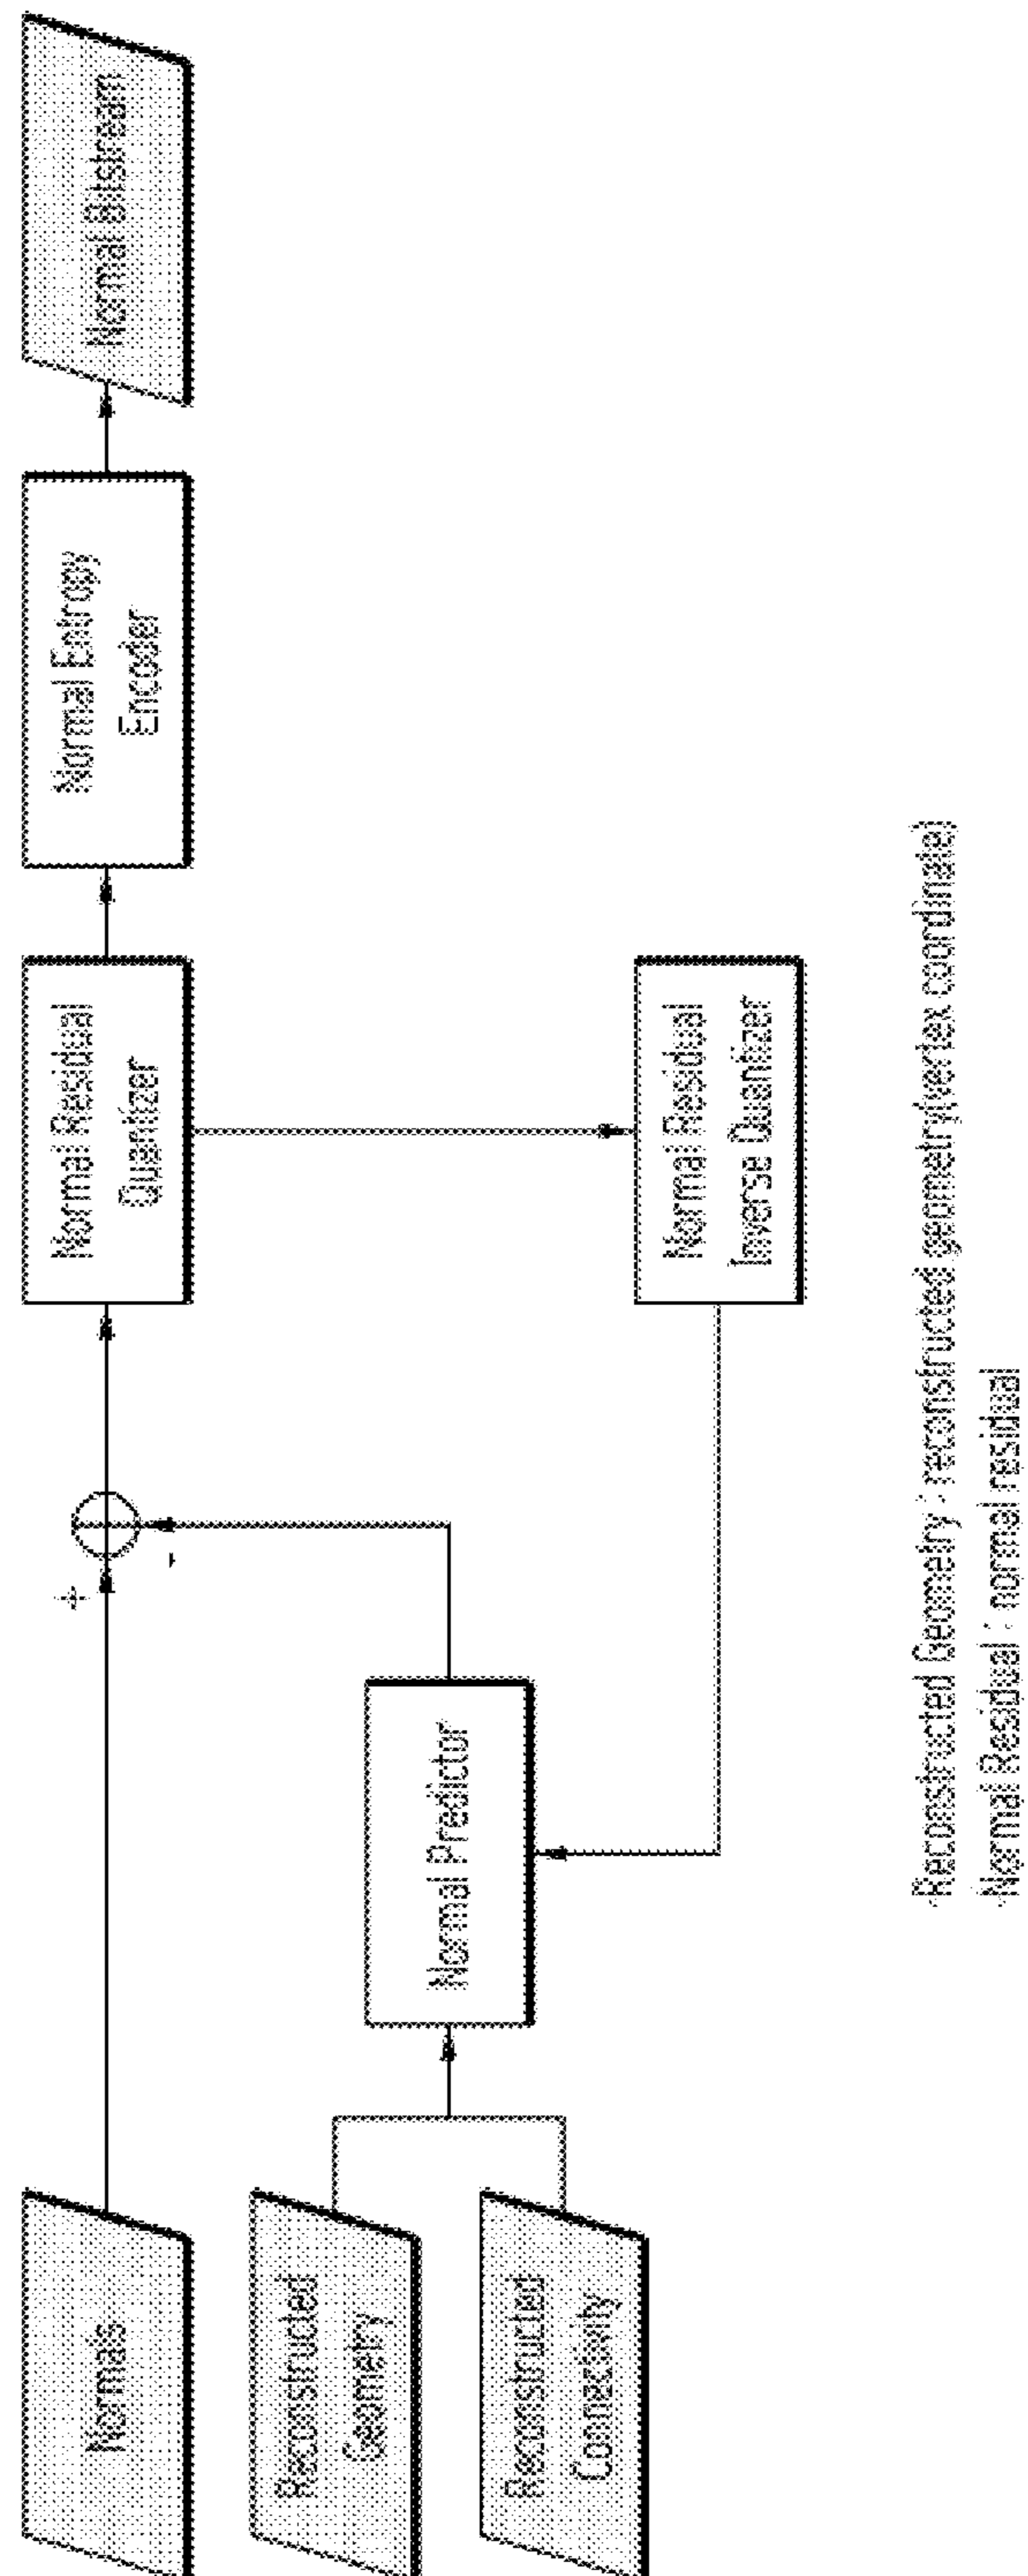 Normals
+
-
Normal Residual
Quantizer
Normal Entropy
Encoder
Normal Bitstream
Reconstructed
Geometry
Reconstructed
Connectivity
Normal Predictor
Normal Residual
Inverse Quantizer
Reconstructed Geometry : reconstructed geometry(vertex coordinate)
Normal Residual : normal residual